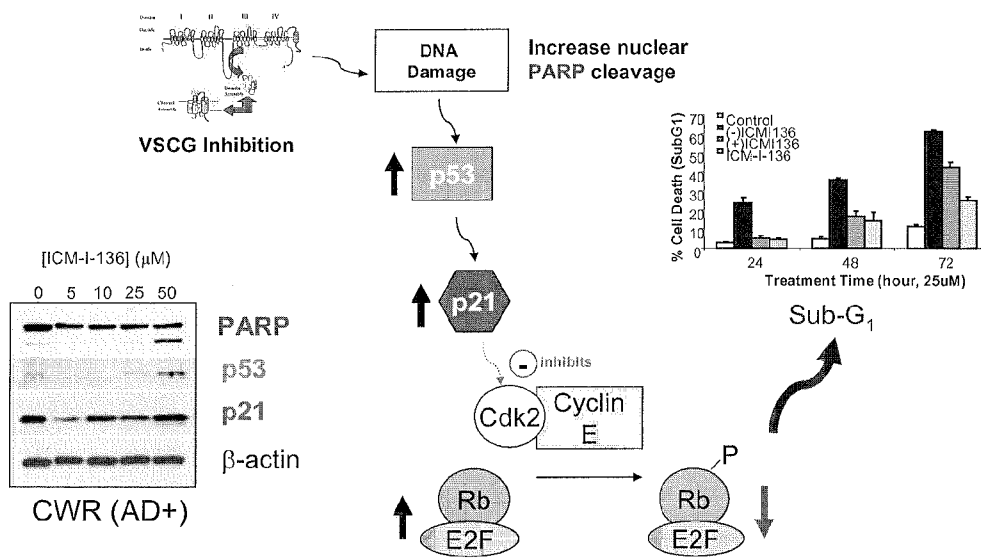 I II III IV
VSCG Inhibition
DNA
Damage
Increase nuclear
PARP cleavage
p53
p21
- inhibits
Cdk2
Cyclin
E
Rb
E2F
P
Rb
E2F
% Cell Death (SubG1)
70
60
50
40
30
20
10
0
Control
(-)ICMI136
(+)ICMI136
ICM-I-136
24 48 72
Treatment Time (hour, 25uM)
Sub-G₁
[ICM-I-136] (μM)
0 5 10 25 50
PARP
p53
p21
β-actin
CWR (AD+)